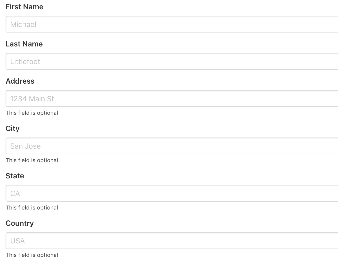 First Name
Michael
Last Name
Address
1234 Main St
This field is optional
City
San Jose
This field is optional
State
CA
This field is optional
Country
USA
This field is optional